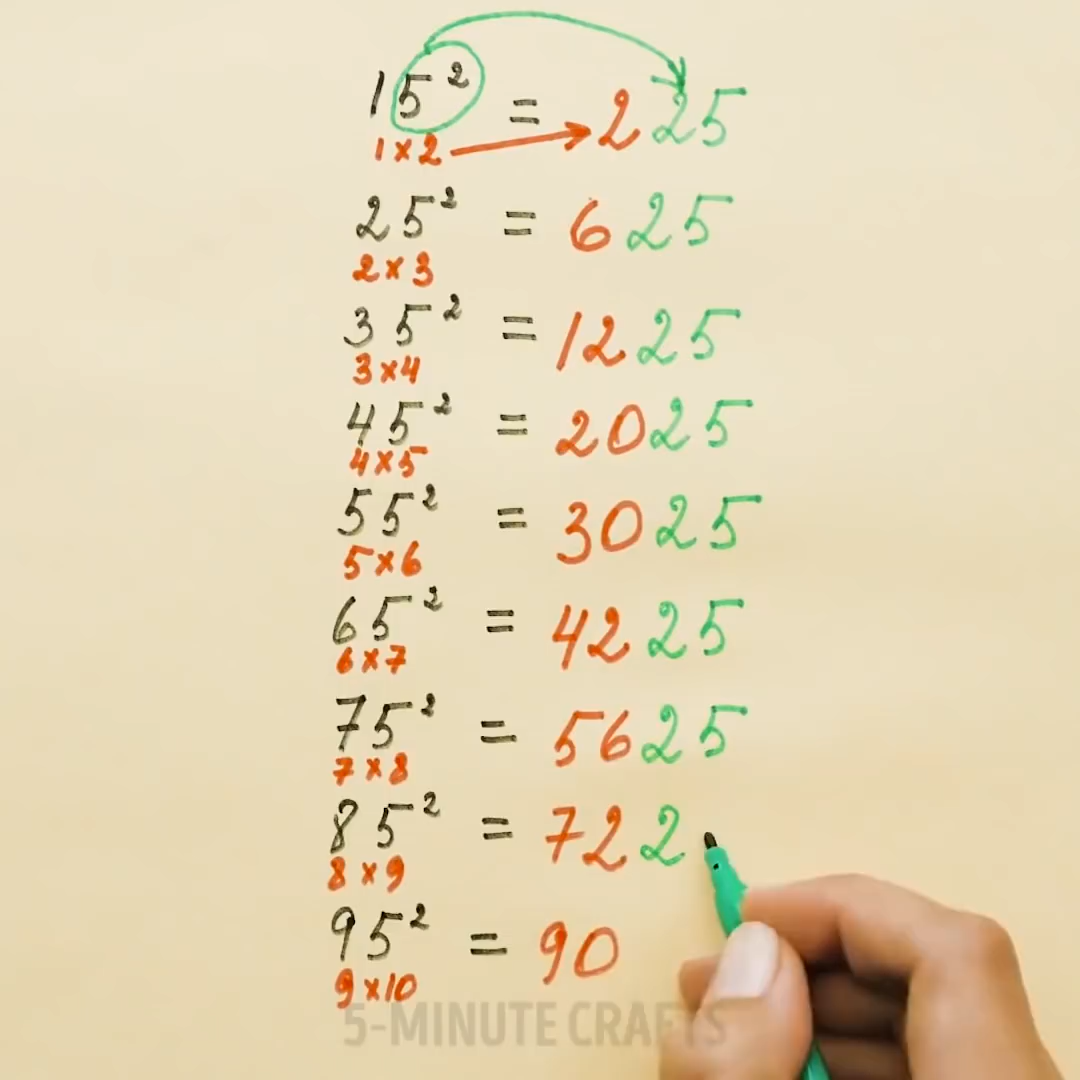 15² = 225
1×2
25² = 625
2×3
35² = 1225
3×4
45² = 2025
4×5
55² = 3025
5×6
65² = 4225
6×7
75² = 5625
7×8
85² = 722
8×9
95² = 90
9×10
5-MINUTE CRAFTS